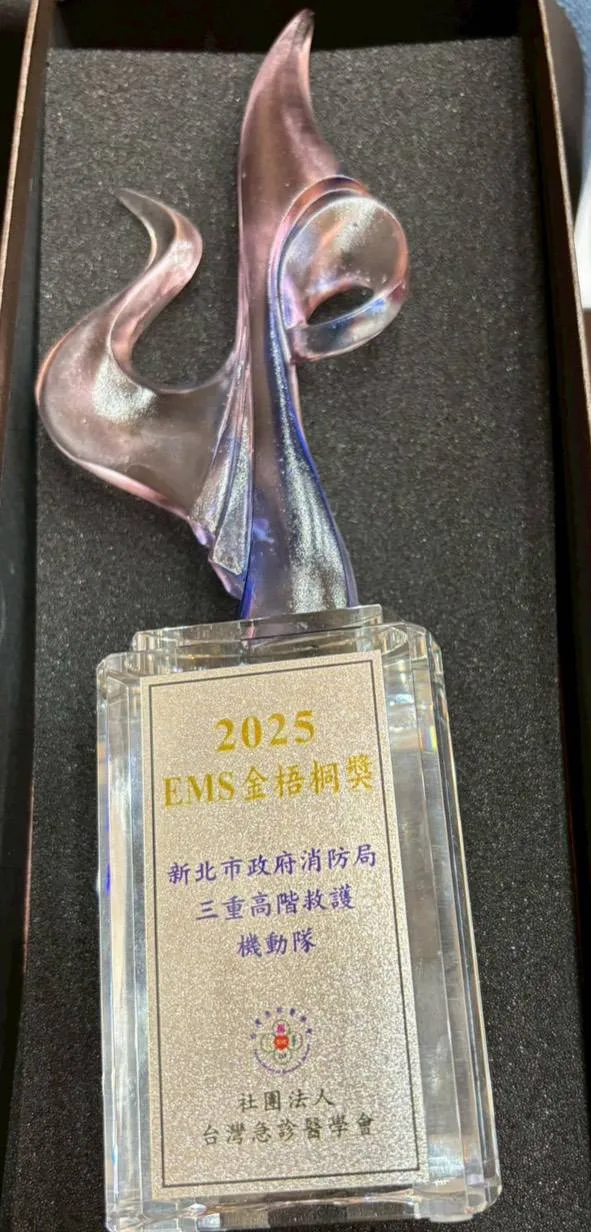 2025
EMS金梧桐獎
新北市政府消防局
三重高階救護
機動隊
社團法人
台灣急診醫學會